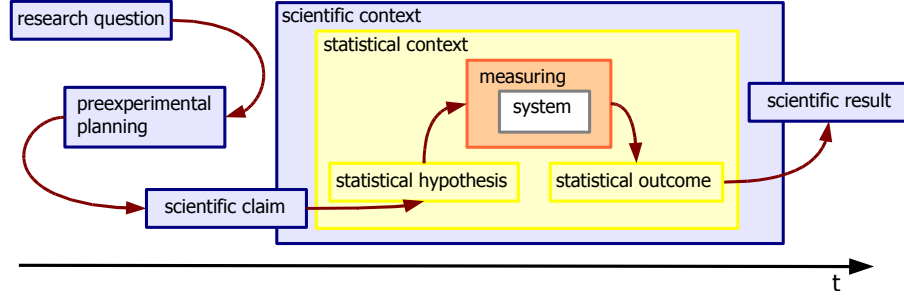 research question
scientific context
statistical context
measuring
system
preexperimental
planning
scientific result
statistical hypothesis
statistical outcome
scientific claim
t